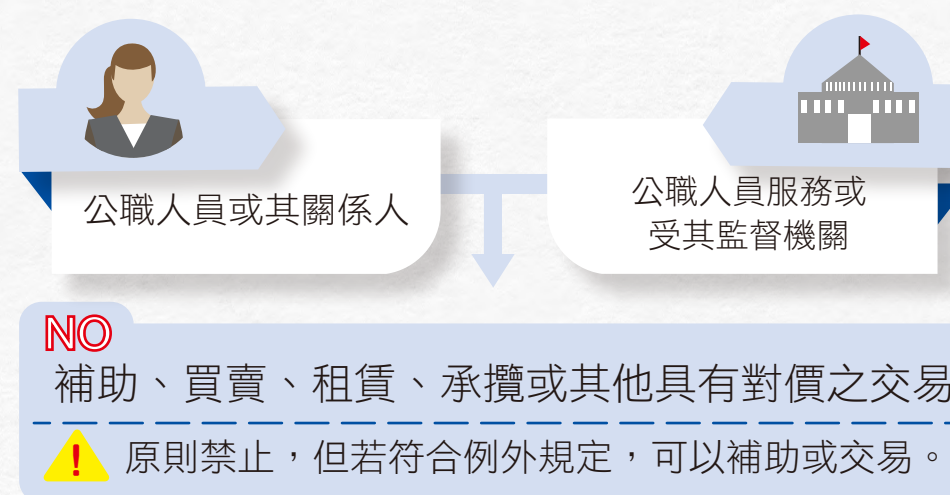 公職人員或其關係人
公職人員服務或
受其監督機關
NO
補助、買賣、租賃、承攬或其他具有對價之交易
! 原則禁止，但若符合例外規定，可以補助或交易。